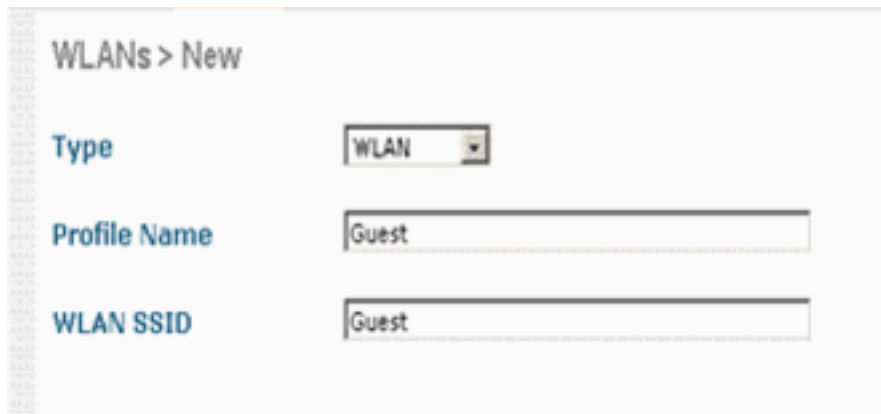 WLANs > New
Type WLAN
Profile Name Guest
WLAN SSID Guest